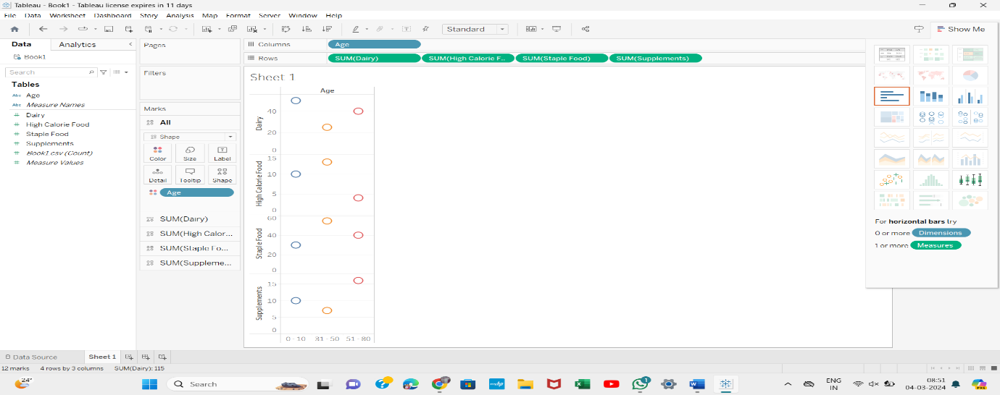 Tableau - Book1 - Tableau license expires in 11 days
File Data Worksheet Dashboard Story Analysis Map Format Server Window Help
Standard
Show Me
Data Analytics
Book1
Search
Tables
Abc Age
Abc Measure Names
Dairy
High Calorie Food
Staple Food
Supplements
Book1.csv (Count)
Measure Values
Pages
Filters
Marks
All
Shape
Color Size Label
Detail Tooltip Shape
Age
SUM(Dairy)
SUM(High Calor...
SUM(Staple Fo...
SUM(Suppleme...
Columns Age
Rows SUM(Dairy) SUM(High Calorie F.. SUM(Staple Food) SUM(Supplements)
Sheet 1
Age
Dairy
40
20
0
High Calorie Food
15
10
5
0
Staple Food
60
40
20
0
Supplements
15
10
5
0
0 - 10 31 - 50 51 - 80
For horizontal bars try
0 or more Dimensions
1 or more Measures
Data Source Sheet 1
12 marks 4 rows by 3 columns SUM(Dairy): 115
24°
Search
hp
1
ENG
IN
08:51
04-03-2024
PRE